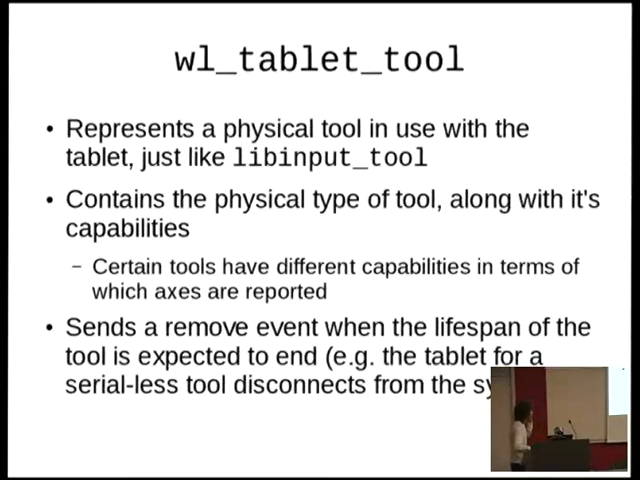 wl_tablet_tool
• Represents a physical tool in use with the
tablet, just like libinput_tool
• Contains the physical type of tool, along with it's
capabilities
– Certain tools have different capabilities in terms of
which axes are reported
• Sends a remove event when the lifespan of the
tool is expected to end (e.g. the tablet for a
serial-less tool disconnects from the